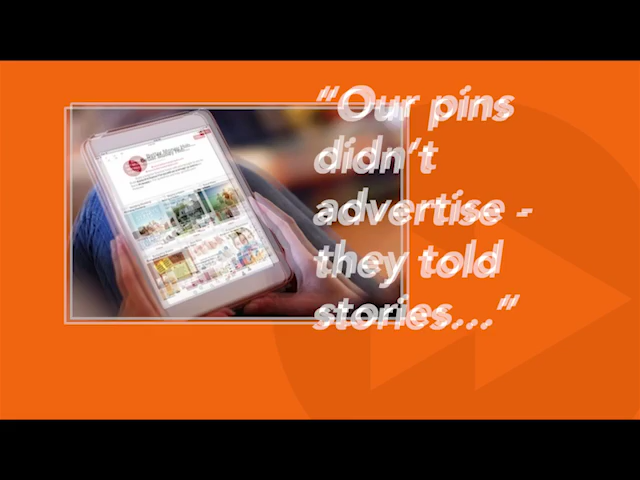 “Our pins
didn’t
advertise -
they told
stories...”